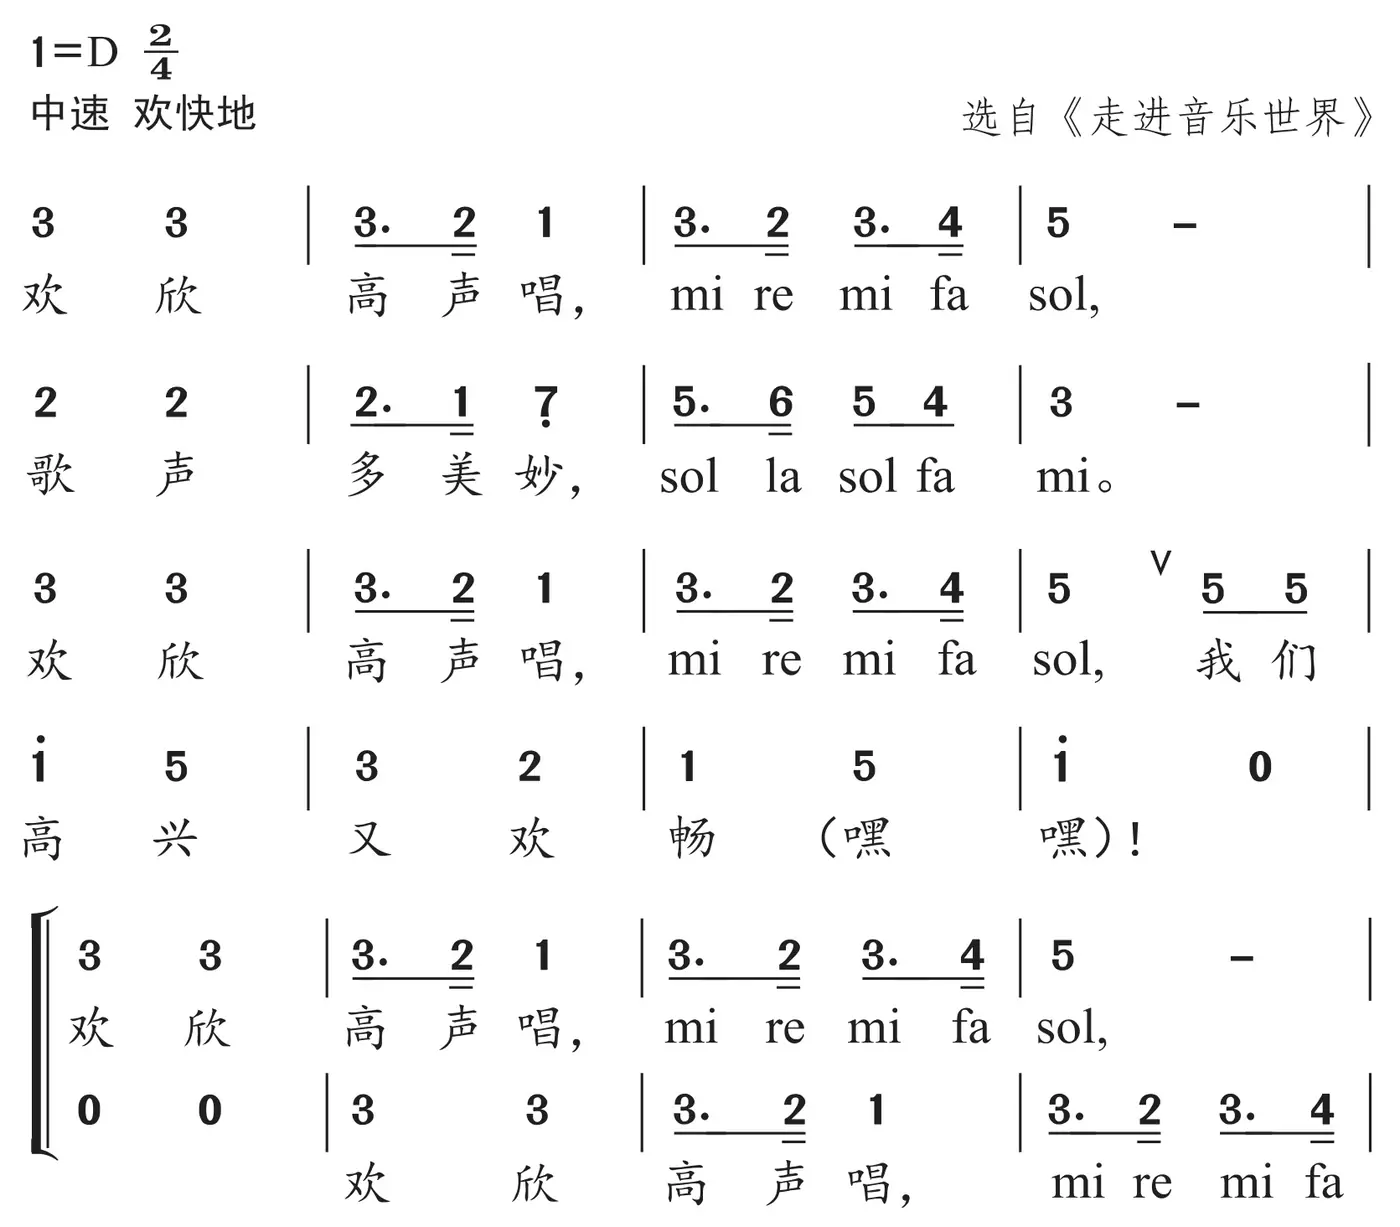 1=D 2/4
中速 欢快地 选自《走进音乐世界》
3 3 | 3. 2 1 | 3. 2 3. 4 | 5 - |
欢 欣 高 声 唱， mi re mi fa sol,
2 2 | 2. 1 7̣ | 5. 6 5 4 | 3 - |
歌 声 多 美 妙， sol la sol fa mi。
3 3 | 3. 2 1 | 3. 2 3. 4 | 5 ∨ 5 5 |
欢 欣 高 声 唱， mi re mi fa sol, 我 们
1̇ 5 | 3 2 | 1 5 | 1̇ 0 |
高 兴 又 欢 畅 （嘿 嘿）！
3 3 | 3. 2 1 | 3. 2 3. 4 | 5 - |
欢 欣 高 声 唱， mi re mi fa sol,
0 0 | 3 3 | 3. 2 1 | 3. 2 3. 4 |
欢 欣 高 声 唱， mi re mi fa